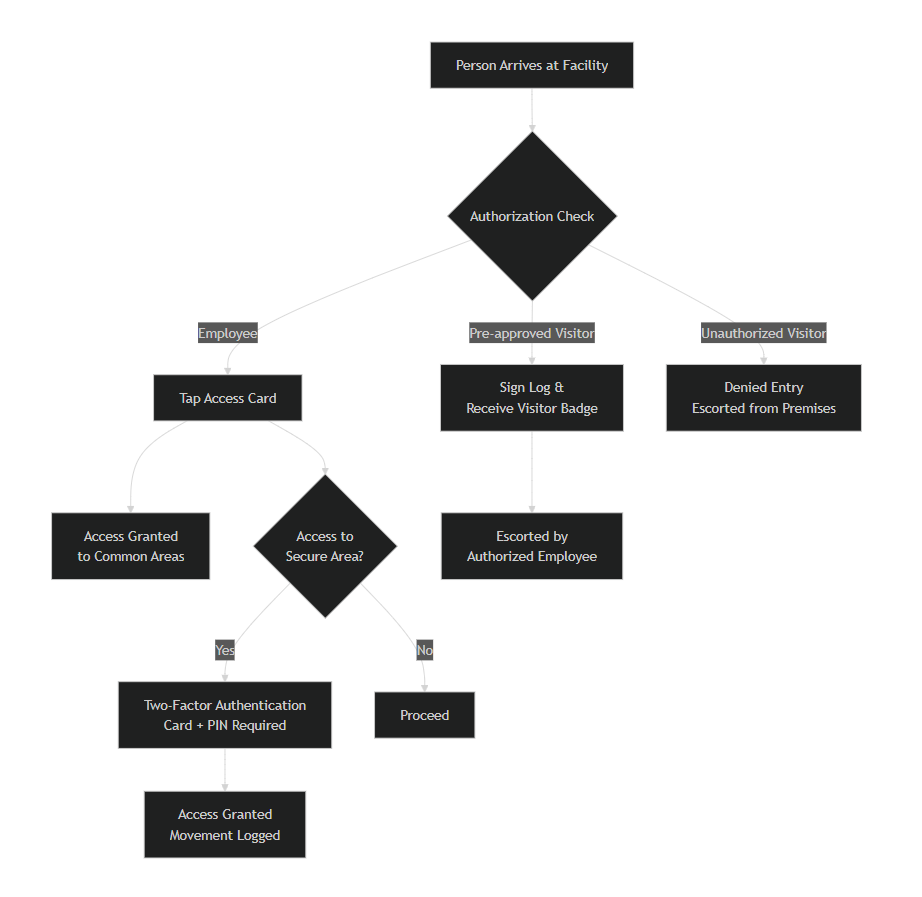 Person Arrives at Facility
Authorization Check
Employee
Pre-approved Visitor
Unauthorized Visitor
Tap Access Card
Sign Log &
Receive Visitor Badge
Denied Entry
Escorted from Premises
Access Granted
to Common Areas
Access to
Secure Area?
Escorted by
Authorized Employee
Yes
No
Two-Factor Authentication
Card + PIN Required
Proceed
Access Granted
Movement Logged